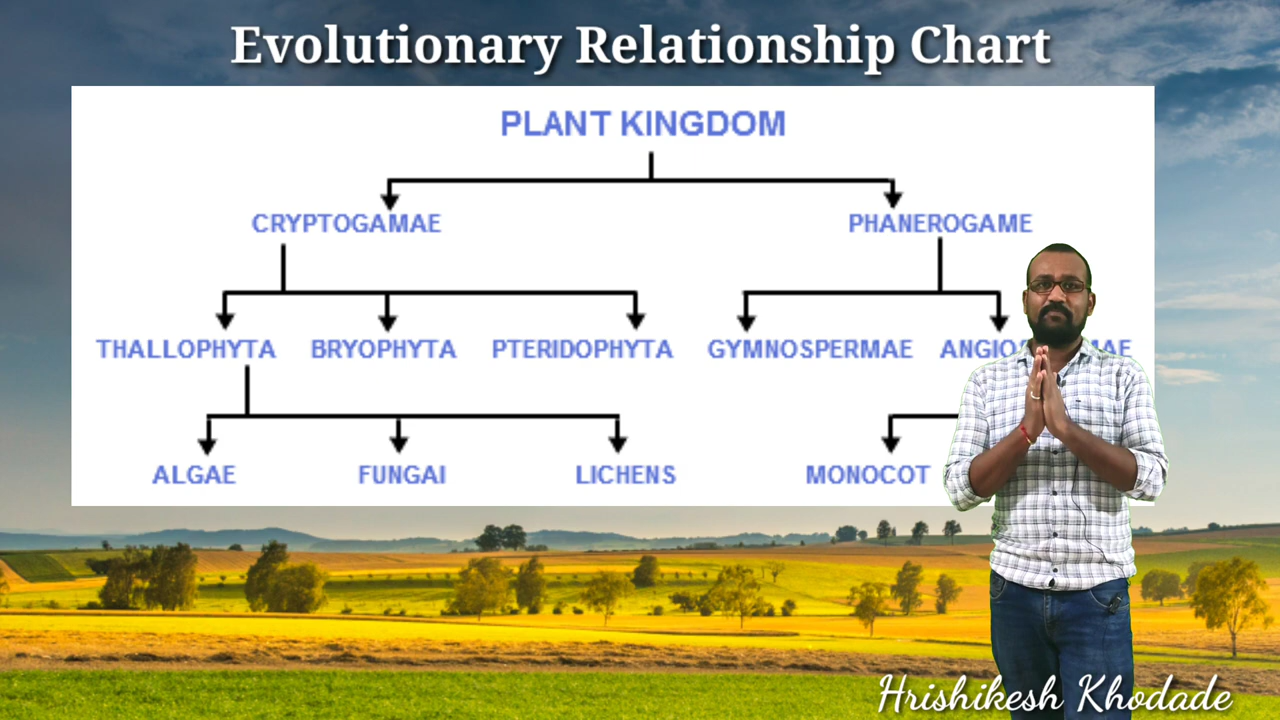 Evolutionary Relationship Chart
PLANT KINGDOM
CRYPTOGAMAE PHANEROGAME
THALLOPHYTA BRYOPHYTA PTERIDOPHYTA GYMNOSPERMAE
ALGAE FUNGAI LICHENS MONOCOT
Hrishikesh Khodade